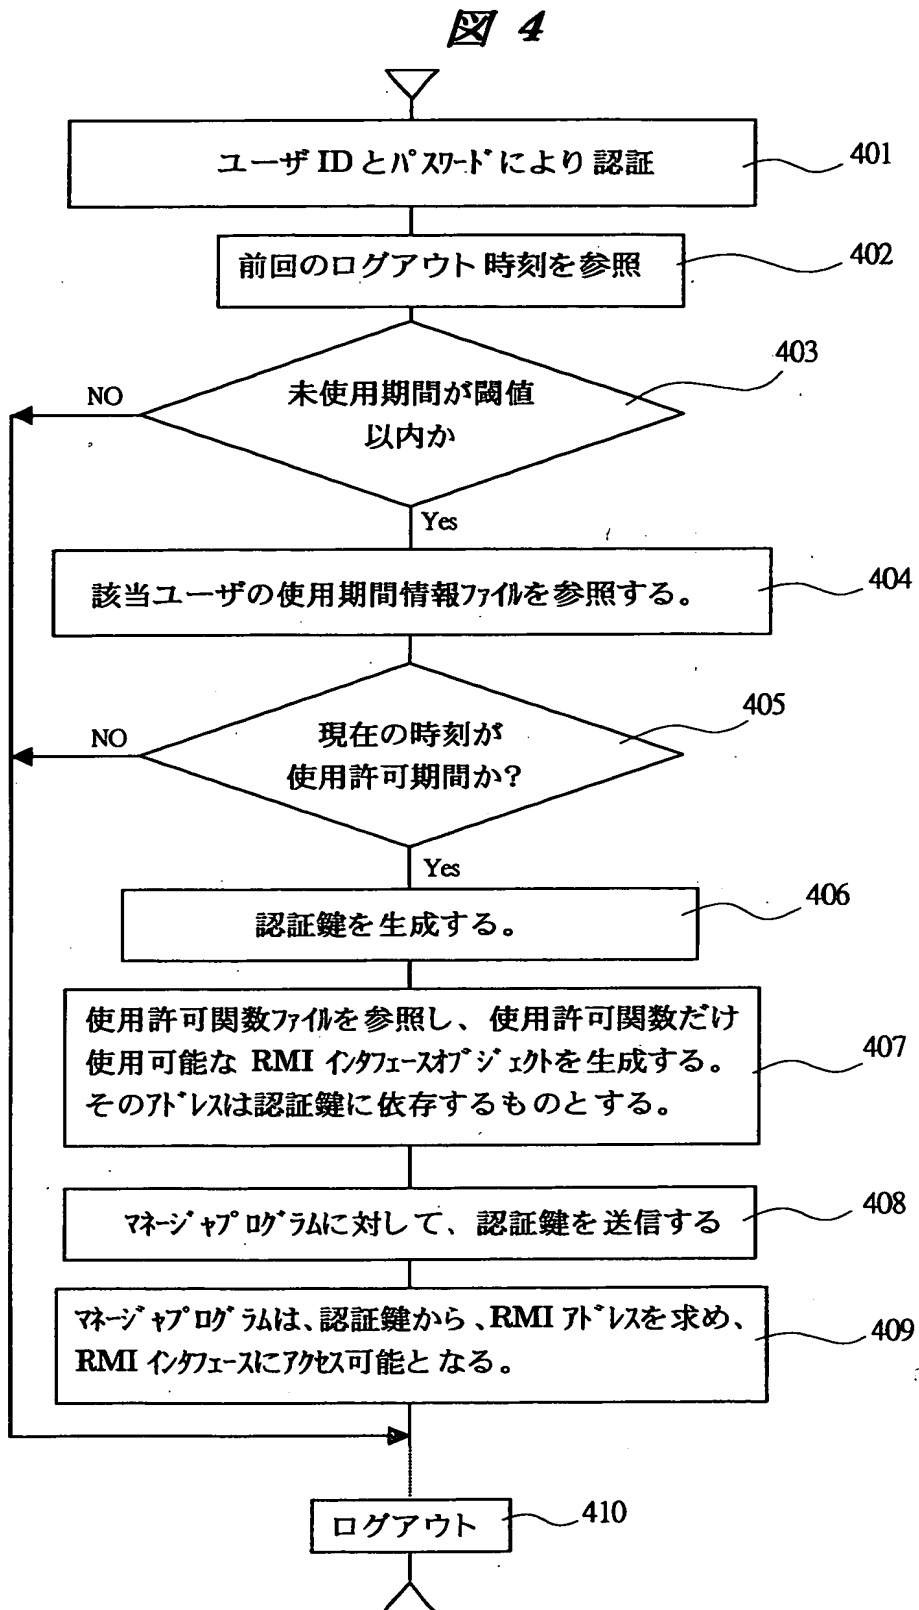 図 4
ユーザ IDとパスワードにより認証
401
前回のログアウト時刻を参照
402
403
未使用期間が閾値
以内か
NO
Yes
該当ユーザの使用期間情報ファイルを参照する。
404
405
現在の時刻が
使用許可期間か?
NO
Yes
認証鍵を生成する。
406
使用許可関数ファイルを参照し、使用許可関数だけ
使用可能な RMI インタフェースオブジェクトを生成する。
そのアドレスは認証鍵に依存するものとする。
407
マネージャプログラムに対して、認証鍵を送信する
408
マネージャプログラムは、認証鍵から、RMI アドレスを求め、
RMI インタフェースにアクセス可能となる。
409
ログアウト
410